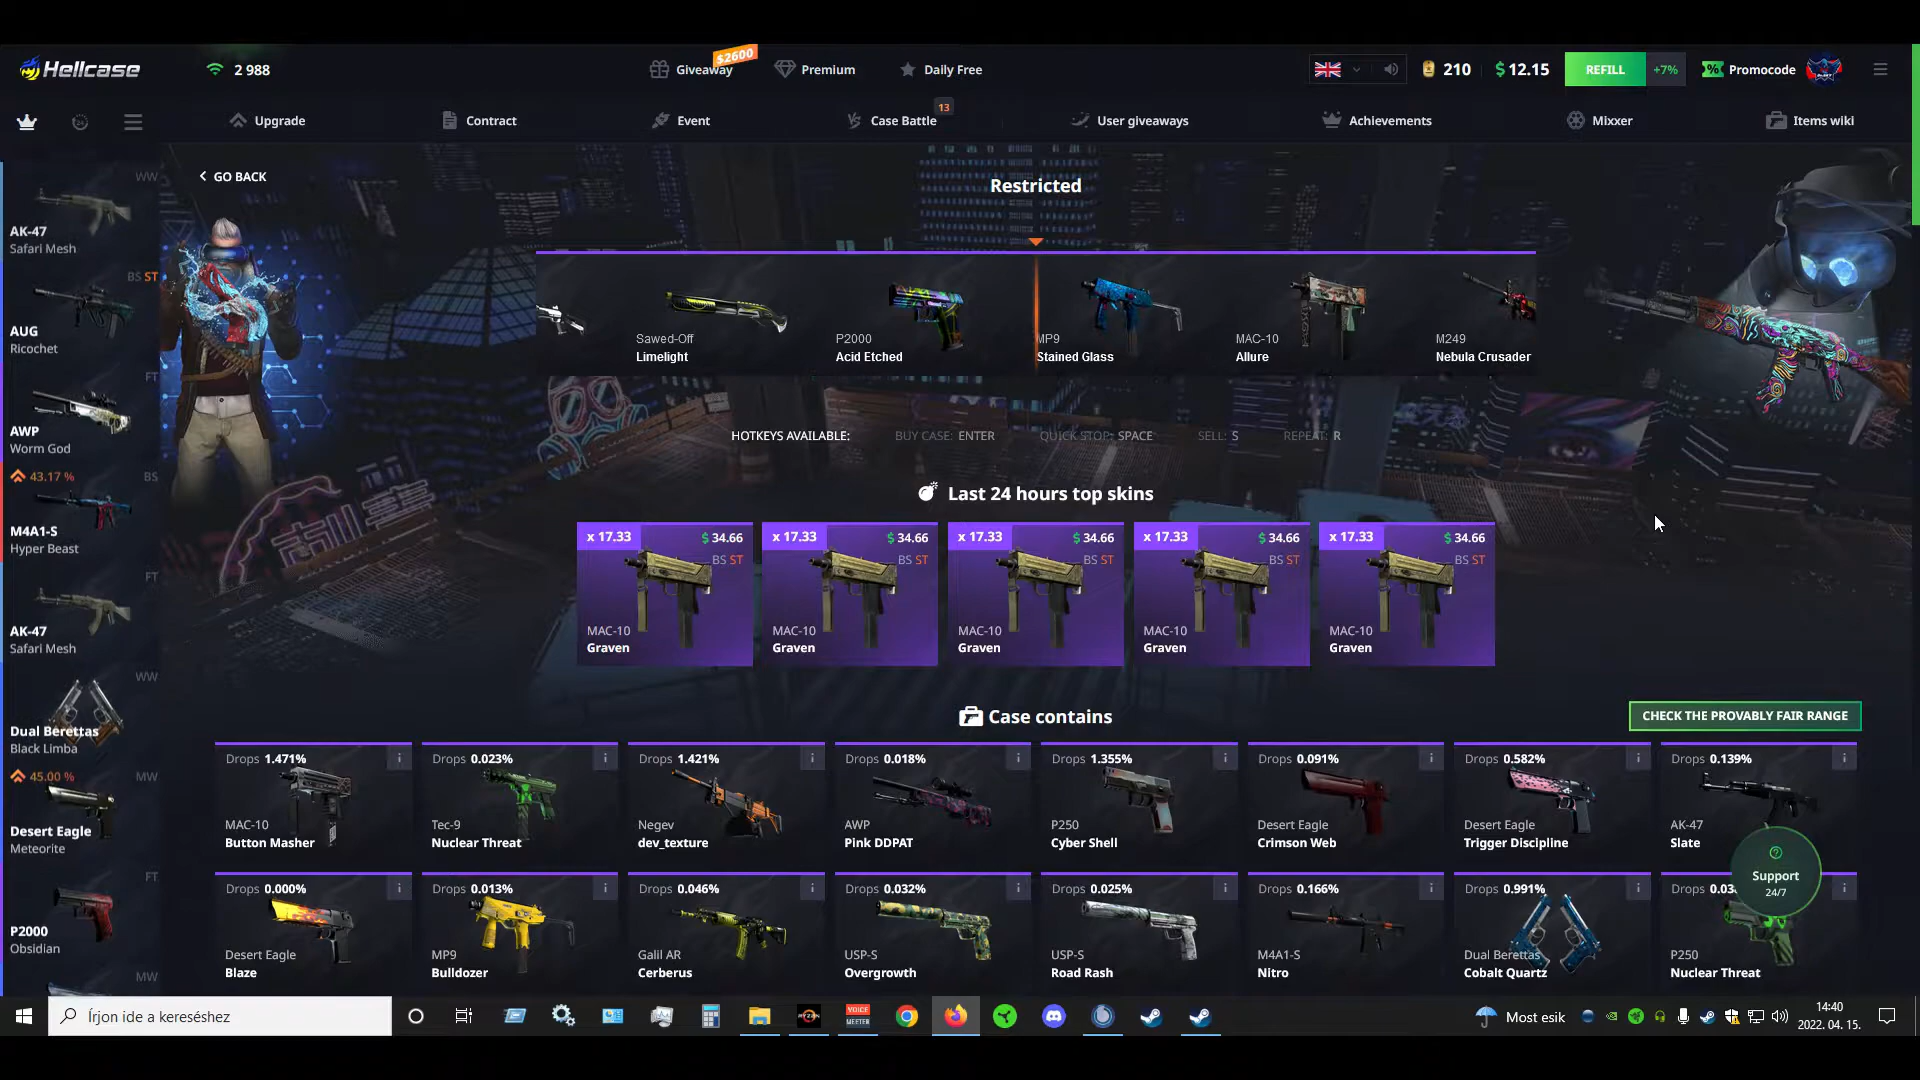 Hellcase
2 988
Giveaway
$2600
Premium
Daily Free
210
$ 12.15
REFILL
+7%
Promocode
Upgrade
Contract
Event
Case Battle
13
User giveaways
Achievements
Mixxer
Items wiki
GO BACK
Restricted
Sawed-Off
Limelight
P2000
Acid Etched
MP9
Stained Glass
MAC-10
Allure
M249
Nebula Crusader
HOTKEYS AVAILABLE:
BUY CASE: ENTER
QUICK STOP: SPACE
SELL: S
REPEAT: R
Last 24 hours top skins
x 17.33
$ 34.66
BS ST
MAC-10
Graven
x 17.33
$ 34.66
BS ST
MAC-10
Graven
x 17.33
$ 34.66
BS ST
MAC-10
Graven
x 17.33
$ 34.66
BS ST
MAC-10
Graven
x 17.33
$ 34.66
BS ST
MAC-10
Graven
WW
AK-47
Safari Mesh
BS ST
AUG
Ricochet
FT
AWP
Worm God
43.17 %
BS
M4A1-S
Hyper Beast
FT
AK-47
Safari Mesh
WW
Dual Berettas
Black Limba
45.00 %
MW
Desert Eagle
Meteorite
FT
P2000
Obsidian
MW
Case contains
CHECK THE PROVABLY FAIR RANGE
Drops 1.471%
MAC-10
Button Masher
Drops 0.023%
Tec-9
Nuclear Threat
Drops 1.421%
Negev
dev_texture
Drops 0.018%
AWP
Pink DDPAT
Drops 1.355%
P250
Cyber Shell
Drops 0.091%
Desert Eagle
Crimson Web
Drops 0.582%
Desert Eagle
Trigger Discipline
Drops 0.139%
AK-47
Slate
Drops 0.000%
Desert Eagle
Blaze
Drops 0.013%
MP9
Bulldozer
Drops 0.046%
Galil AR
Cerberus
Drops 0.032%
USP-S
Overgrowth
Drops 0.025%
USP-S
Road Rash
Drops 0.166%
M4A1-S
Nitro
Drops 0.991%
Dual Berettas
Cobalt Quartz
Drops
P250
Nuclear Threat
Support
24/7
Írjon ide a kereséshez
RYZEN
VOICE
MEETER
Most esik
14:40
2022. 04. 15.